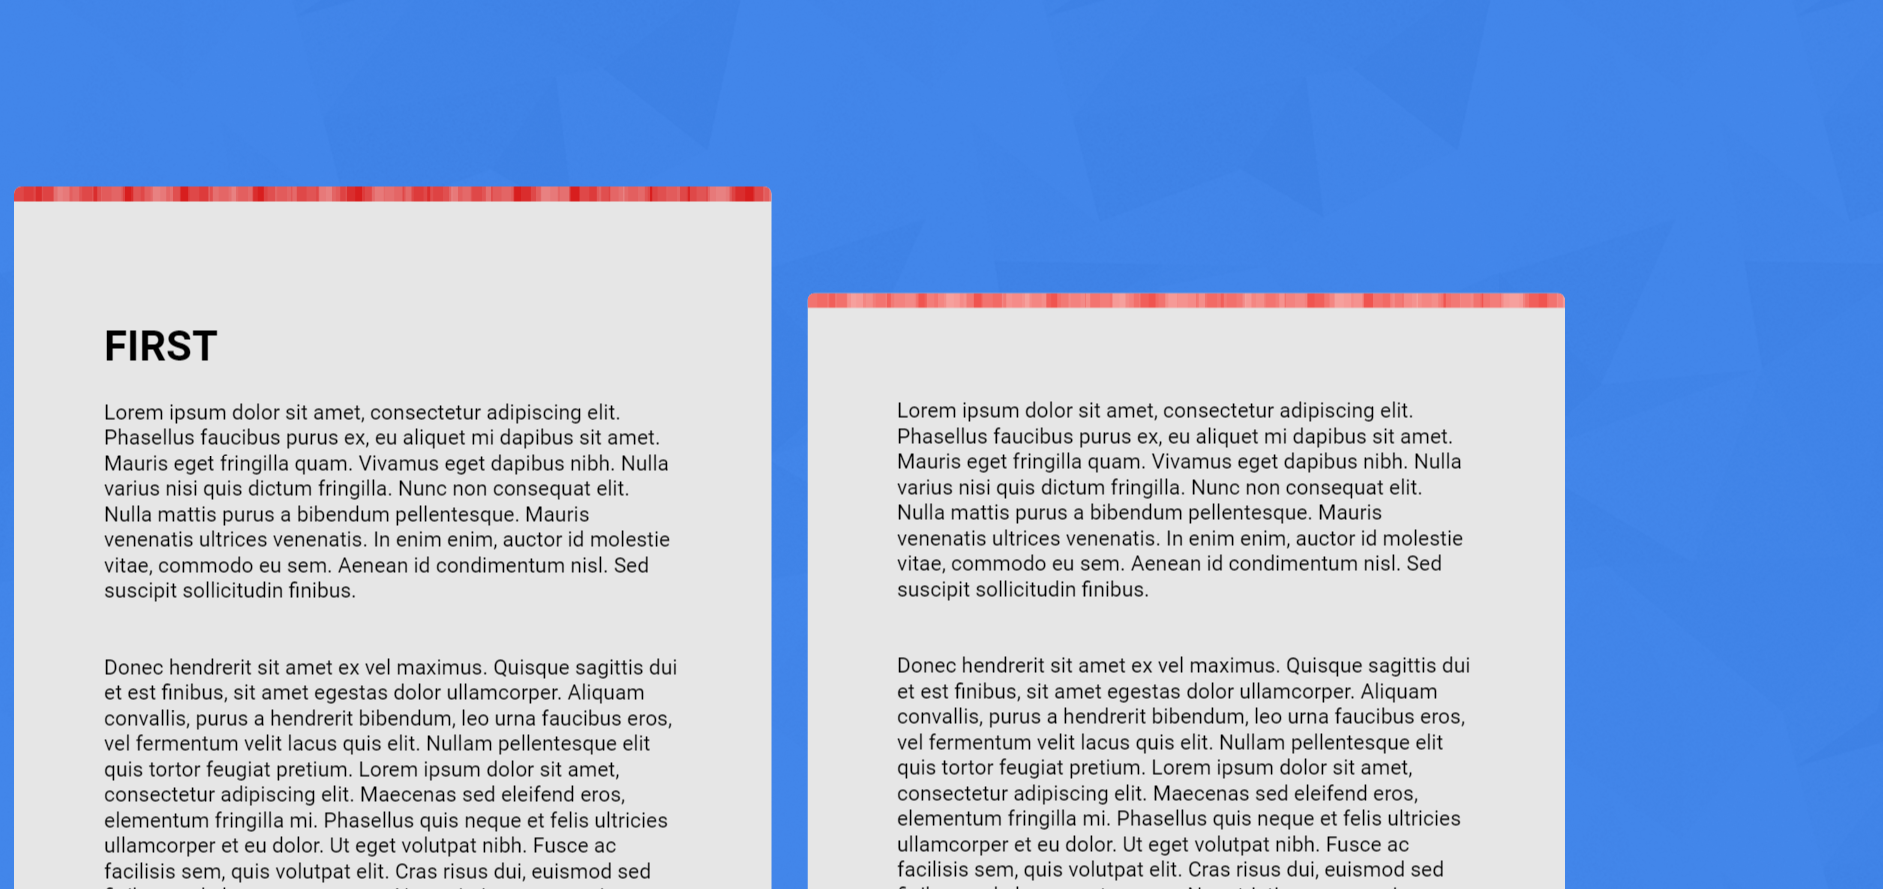 FIRST
Lorem ipsum dolor sit amet, consectetur adipiscing elit.
Phasellus faucibus purus ex, eu aliquet mi dapibus sit amet.
Mauris eget fringilla quam. Vivamus eget dapibus nibh. Nulla
varius nisi quis dictum fringilla. Nunc non consequat elit.
Nulla mattis purus a bibendum pellentesque. Mauris
venenatis ultrices venenatis. In enim enim, auctor id molestie
vitae, commodo eu sem. Aenean id condimentum nisl. Sed
suscipit sollicitudin finibus.
Donec hendrerit sit amet ex vel maximus. Quisque sagittis dui
et est finibus, sit amet egestas dolor ullamcorper. Aliquam
convallis, purus a hendrerit bibendum, leo urna faucibus eros,
vel fermentum velit lacus quis elit. Nullam pellentesque elit
quis tortor feugiat pretium. Lorem ipsum dolor sit amet,
consectetur adipiscing elit. Maecenas sed eleifend eros,
elementum fringilla mi. Phasellus quis neque et felis ultricies
ullamcorper et eu dolor. Ut eget volutpat nibh. Fusce ac
facilisis sem, quis volutpat elit. Cras risus dui, euismod sed
Lorem ipsum dolor sit amet, consectetur adipiscing elit.
Phasellus faucibus purus ex, eu aliquet mi dapibus sit amet.
Mauris eget fringilla quam. Vivamus eget dapibus nibh. Nulla
varius nisi quis dictum fringilla. Nunc non consequat elit.
Nulla mattis purus a bibendum pellentesque. Mauris
venenatis ultrices venenatis. In enim enim, auctor id molestie
vitae, commodo eu sem. Aenean id condimentum nisl. Sed
suscipit sollicitudin finibus.
Donec hendrerit sit amet ex vel maximus. Quisque sagittis dui
et est finibus, sit amet egestas dolor ullamcorper. Aliquam
convallis, purus a hendrerit bibendum, leo urna faucibus eros,
vel fermentum velit lacus quis elit. Nullam pellentesque elit
quis tortor feugiat pretium. Lorem ipsum dolor sit amet,
consectetur adipiscing elit. Maecenas sed eleifend eros,
elementum fringilla mi. Phasellus quis neque et felis ultricies
ullamcorper et eu dolor. Ut eget volutpat nibh. Fusce ac
facilisis sem, quis volutpat elit. Cras risus dui, euismod sed